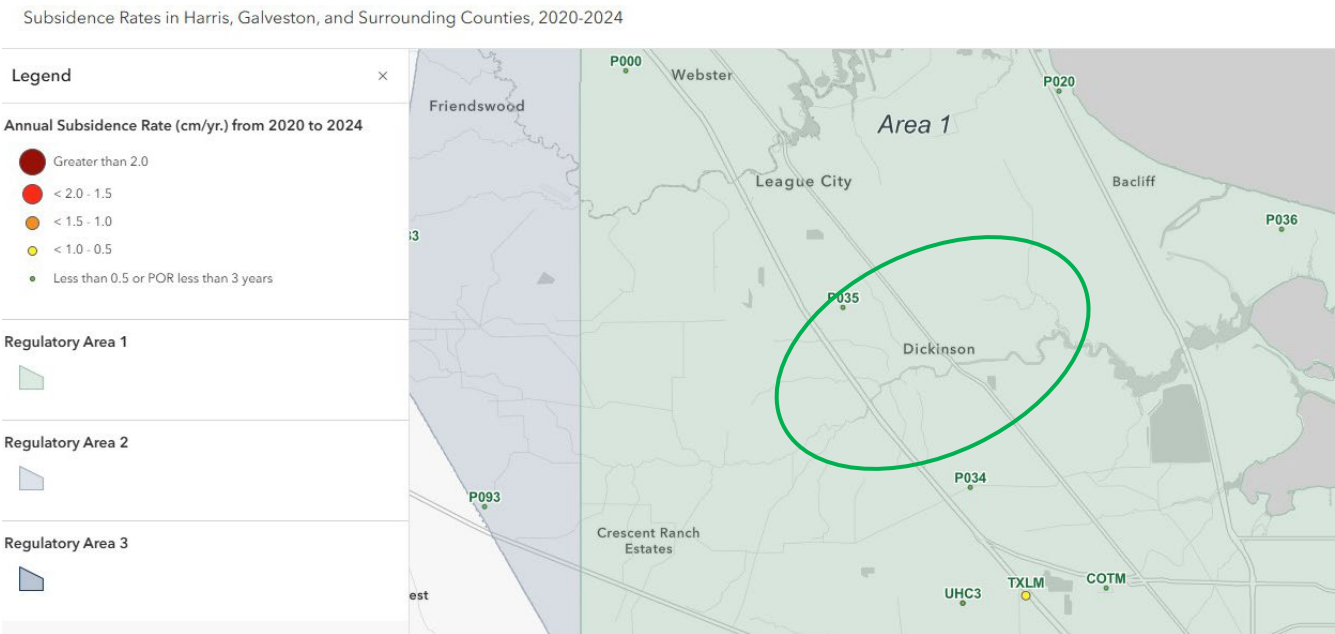 Subsidence Rates in Harris, Galveston, and Surrounding Counties, 2020-2024
Legend
×
Annual Subsidence Rate (cm/yr.) from 2020 to 2024
Greater than 2.0
< 2.0 - 1.5
< 1.5 - 1.0
< 1.0 - 0.5
Less than 0.5 or POR less than 3 years
Regulatory Area 1
Regulatory Area 2
Regulatory Area 3
P000
Webster
P020
Friendswood
Area 1
League City
Bacliff
P036
33
P035
Dickinson
P034
P093
Crescent Ranch
Estates
TXLM
COTM
UHC3
est